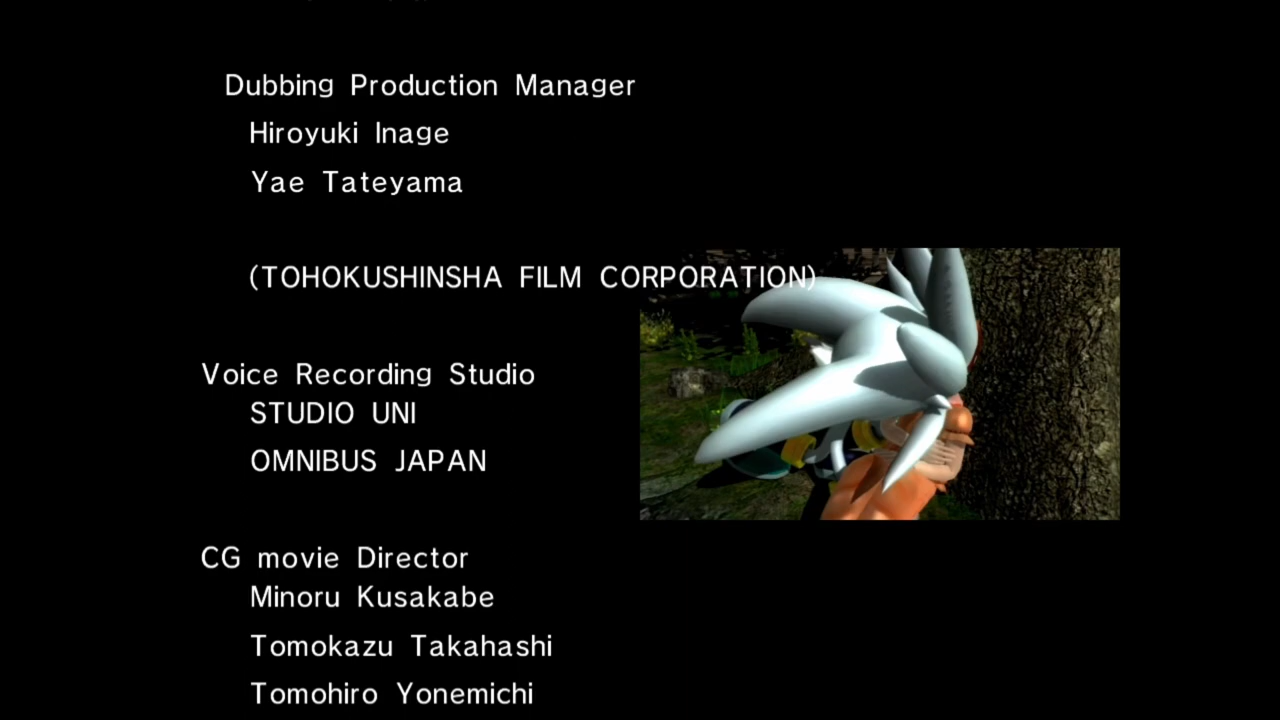 Dubbing Production Manager
Hiroyuki Inage
Yae Tateyama
(TOHOKUSHINSHA FILM CORPORATION)
Voice Recording Studio
STUDIO UNI
OMNIBUS JAPAN
CG movie Director
Minoru Kusakabe
Tomokazu Takahashi
Tomohiro Yonemichi